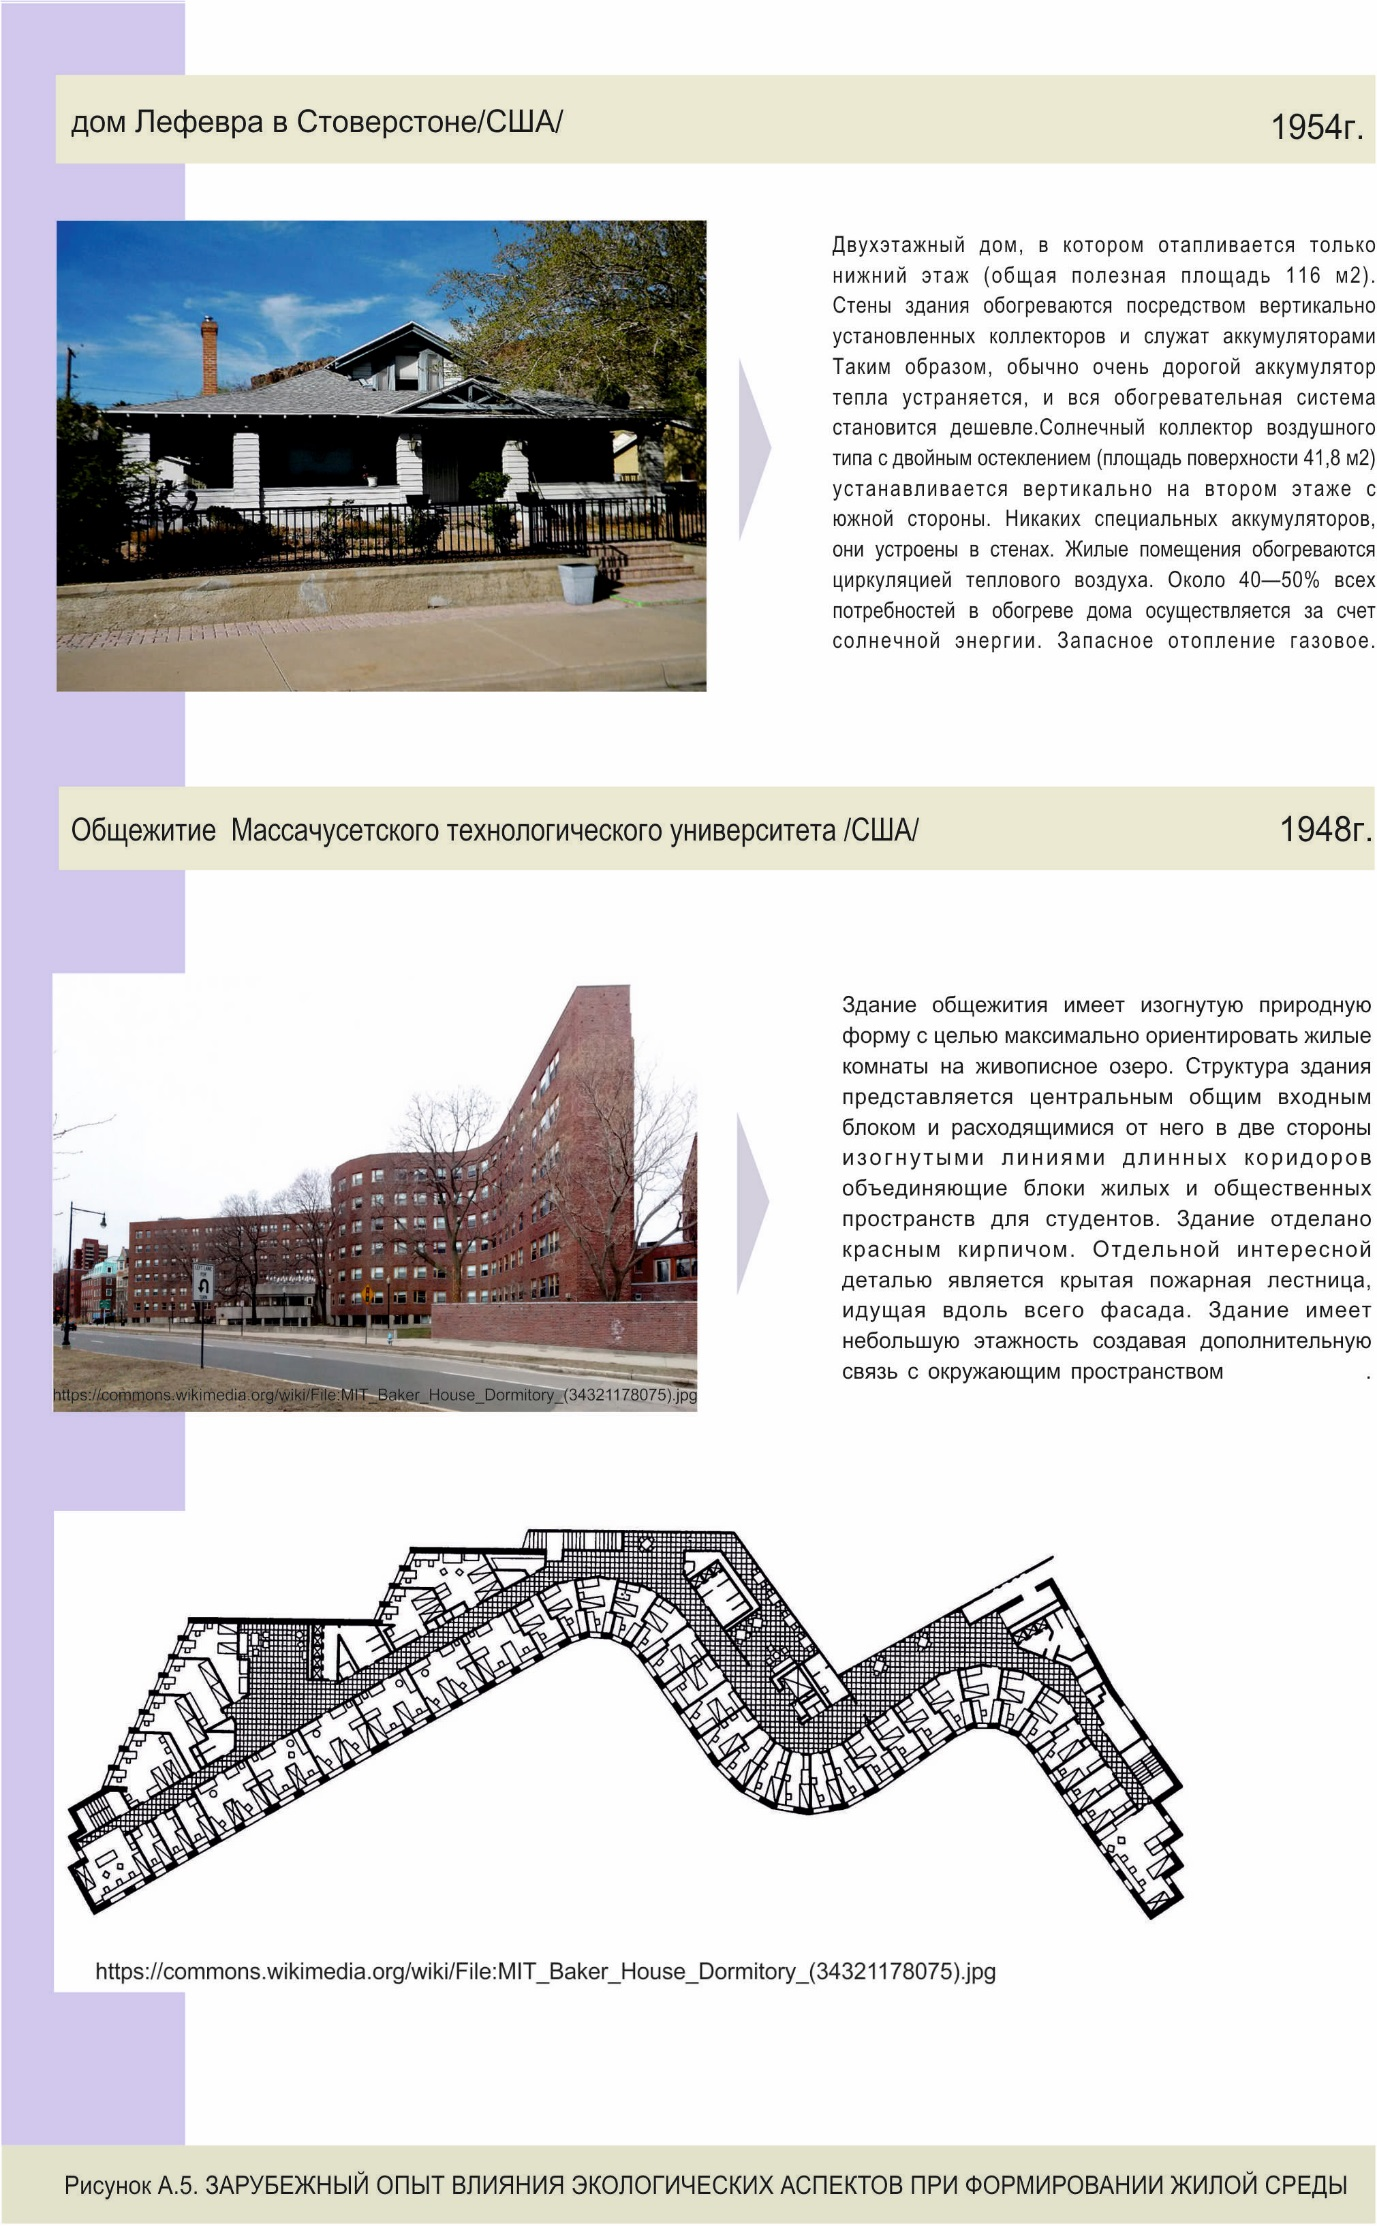 дом Лефевра в Стоверстоне/США/
1954г.
Двухэтажный дом, в котором отапливается только
нижний этаж (общая полезная площадь 116 м2).
Стены здания обогреваются посредством вертикально
установленных коллекторов и служат аккумуляторами
Таким образом, обычно очень дорогой аккумулятор
тепла устраняется, и вся обогревательная система
становится дешевле.Солнечный коллектор воздушного
типа с двойным остеклением (площадь поверхности 41,8 м2)
устанавливается вертикально на втором этаже с
южной стороны. Никаких специальных аккумуляторов,
они устроены в стенах. Жилые помещения обогреваются
циркуляцией теплового воздуха. Около 40—50% всех
потребностей в обогреве дома осуществляется за счет
солнечной энергии. Запасное отопление газовое.
Общежитие Массачусетского технологического университета /США/
1948г.
Здание общежития имеет изогнутую природную
форму с целью максимально ориентировать жилые
комнаты на живописное озеро. Структура здания
представляется центральным общим входным
блоком и расходящимися от него в две стороны
изогнутыми линиями длинных коридоров
объединяющие блоки жилых и общественных
пространств для студентов. Здание отделано
красным кирпичом. Отдельной интересной
деталью является крытая пожарная лестница,
идущая вдоль всего фасада. Здание имеет
небольшую этажность создавая дополнительную
связь с окружающим пространством .
https://commons.wikimedia.org/wiki/File:MIT_Baker_House_Dormitory_(34321178075).jpg
https://commons.wikimedia.org/wiki/File:MIT_Baker_House_Dormitory_(34321178075).jpg
Рисунок А.5. ЗАРУБЕЖНЫЙ ОПЫТ ВЛИЯНИЯ ЭКОЛОГИЧЕСКИХ АСПЕКТОВ ПРИ ФОРМИРОВАНИИ ЖИЛОЙ СРЕДЫ